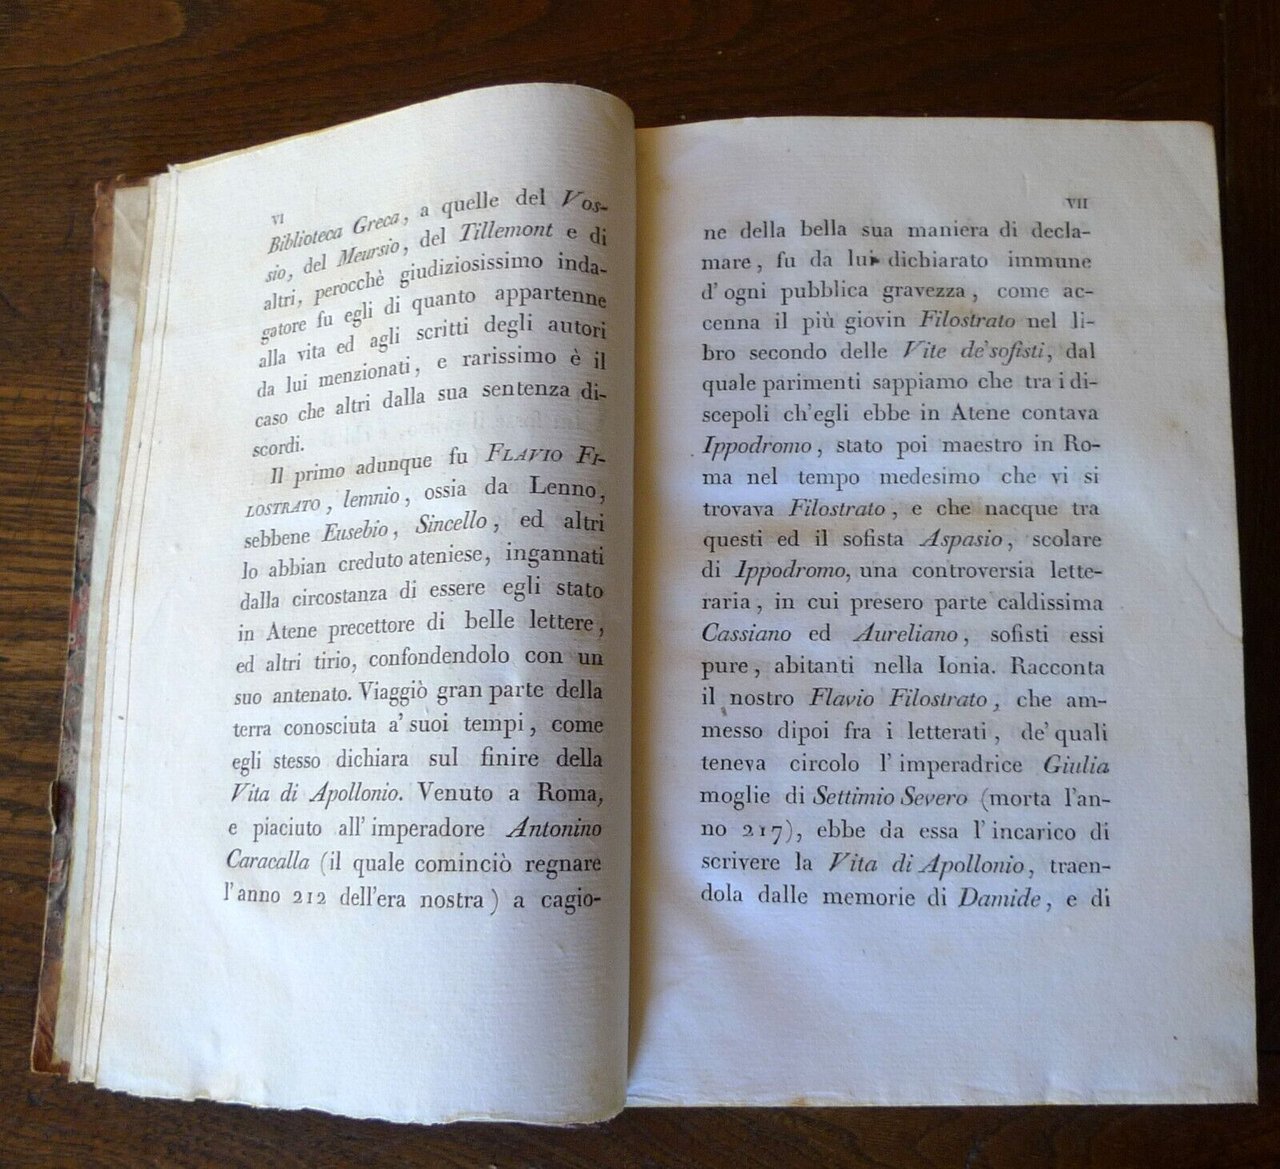 VI
Biblioteca Greca, a quelle del Vos-
sio, del Meursio, del Tillemont e di
altri, perocchè giudiziosissimo inda-
gatore fu egli di quanto appartenne
alla vita ed agli scritti degli autori
da lui menzionati, e rarissimo è il
caso che altri dalla sua sentenza di-
scordi.
Il primo adunque fu FLAVIO FI-
LOSTRATO, lemnio, ossia da Lenno,
sebbene Eusebio, Sincello, ed altri
lo abbian creduto ateniese, ingannati
dalla circostanza di essere egli stato
in Atene precettore di belle lettere,
ed altri tirio, confondendolo con un
suo antenato. Viaggiò gran parte della
terra conosciuta a' suoi tempi, come
egli stesso dichiara sul finire della
Vita di Apollonio. Venuto a Roma,
e piaciuto all' imperadore Antonino
Caracalla (il quale cominciò regnare
l'anno 212 dell'era nostra) a cagio-
VII
ne della bella sua maniera di decla-
mare, fu da lui dichiarato immune
d'ogni pubblica gravezza, come ac-
cenna il più giovin Filostrato nel li-
bro secondo delle Vite de'sofisti, dal
quale parimenti sappiamo che tra i di-
scepoli ch'egli ebbe in Atene contava
Ippodromo, stato poi maestro in Ro-
ma nel tempo medesimo che vi si
trovava Filostrato, e che nacque tra
questi ed il sofista Aspasio, scolare
di Ippodromo, una controversia lette-
raria, in cui presero parte caldissima
Cassiano ed Aureliano, sofisti essi
pure, abitanti nella Ionia. Racconta
il nostro Flavio Filostrato, che am-
messo dipoi fra i letterati, de' quali
teneva circolo l' imperadrice Giulia
moglie di Settimio Severo (morta l'an-
no 217), ebbe da essa l' incarico di
scrivere la Vita di Apollonio, traen-
dola dalle memorie di Damide, e di